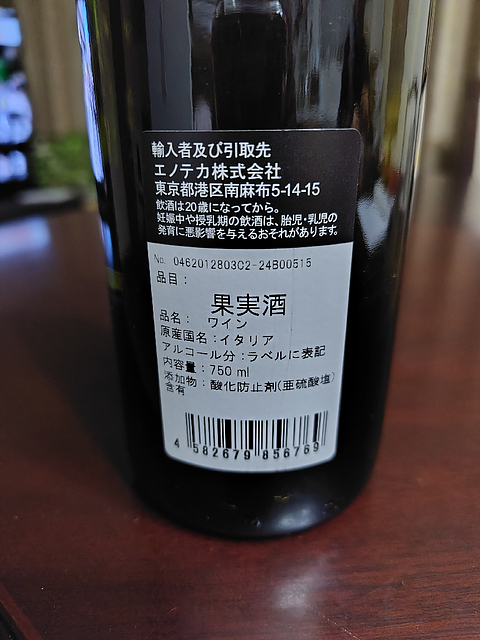 輸入者及び引取先
エノテカ株式会社
東京都港区南麻布5-14-15
飲酒は20歳になってから。
妊娠中や授乳期の飲酒は、胎児・乳児の
発育に悪影響を与えるおそれがあります。
No. 0462012803C2-24B00515
品目：
果実酒
品名： ワイン
原産国名：イタリア
アルコール分：ラベルに表記
内容量：750 ml
添加物：酸化防止剤(亜硫酸塩)
含有
4 582679 856769